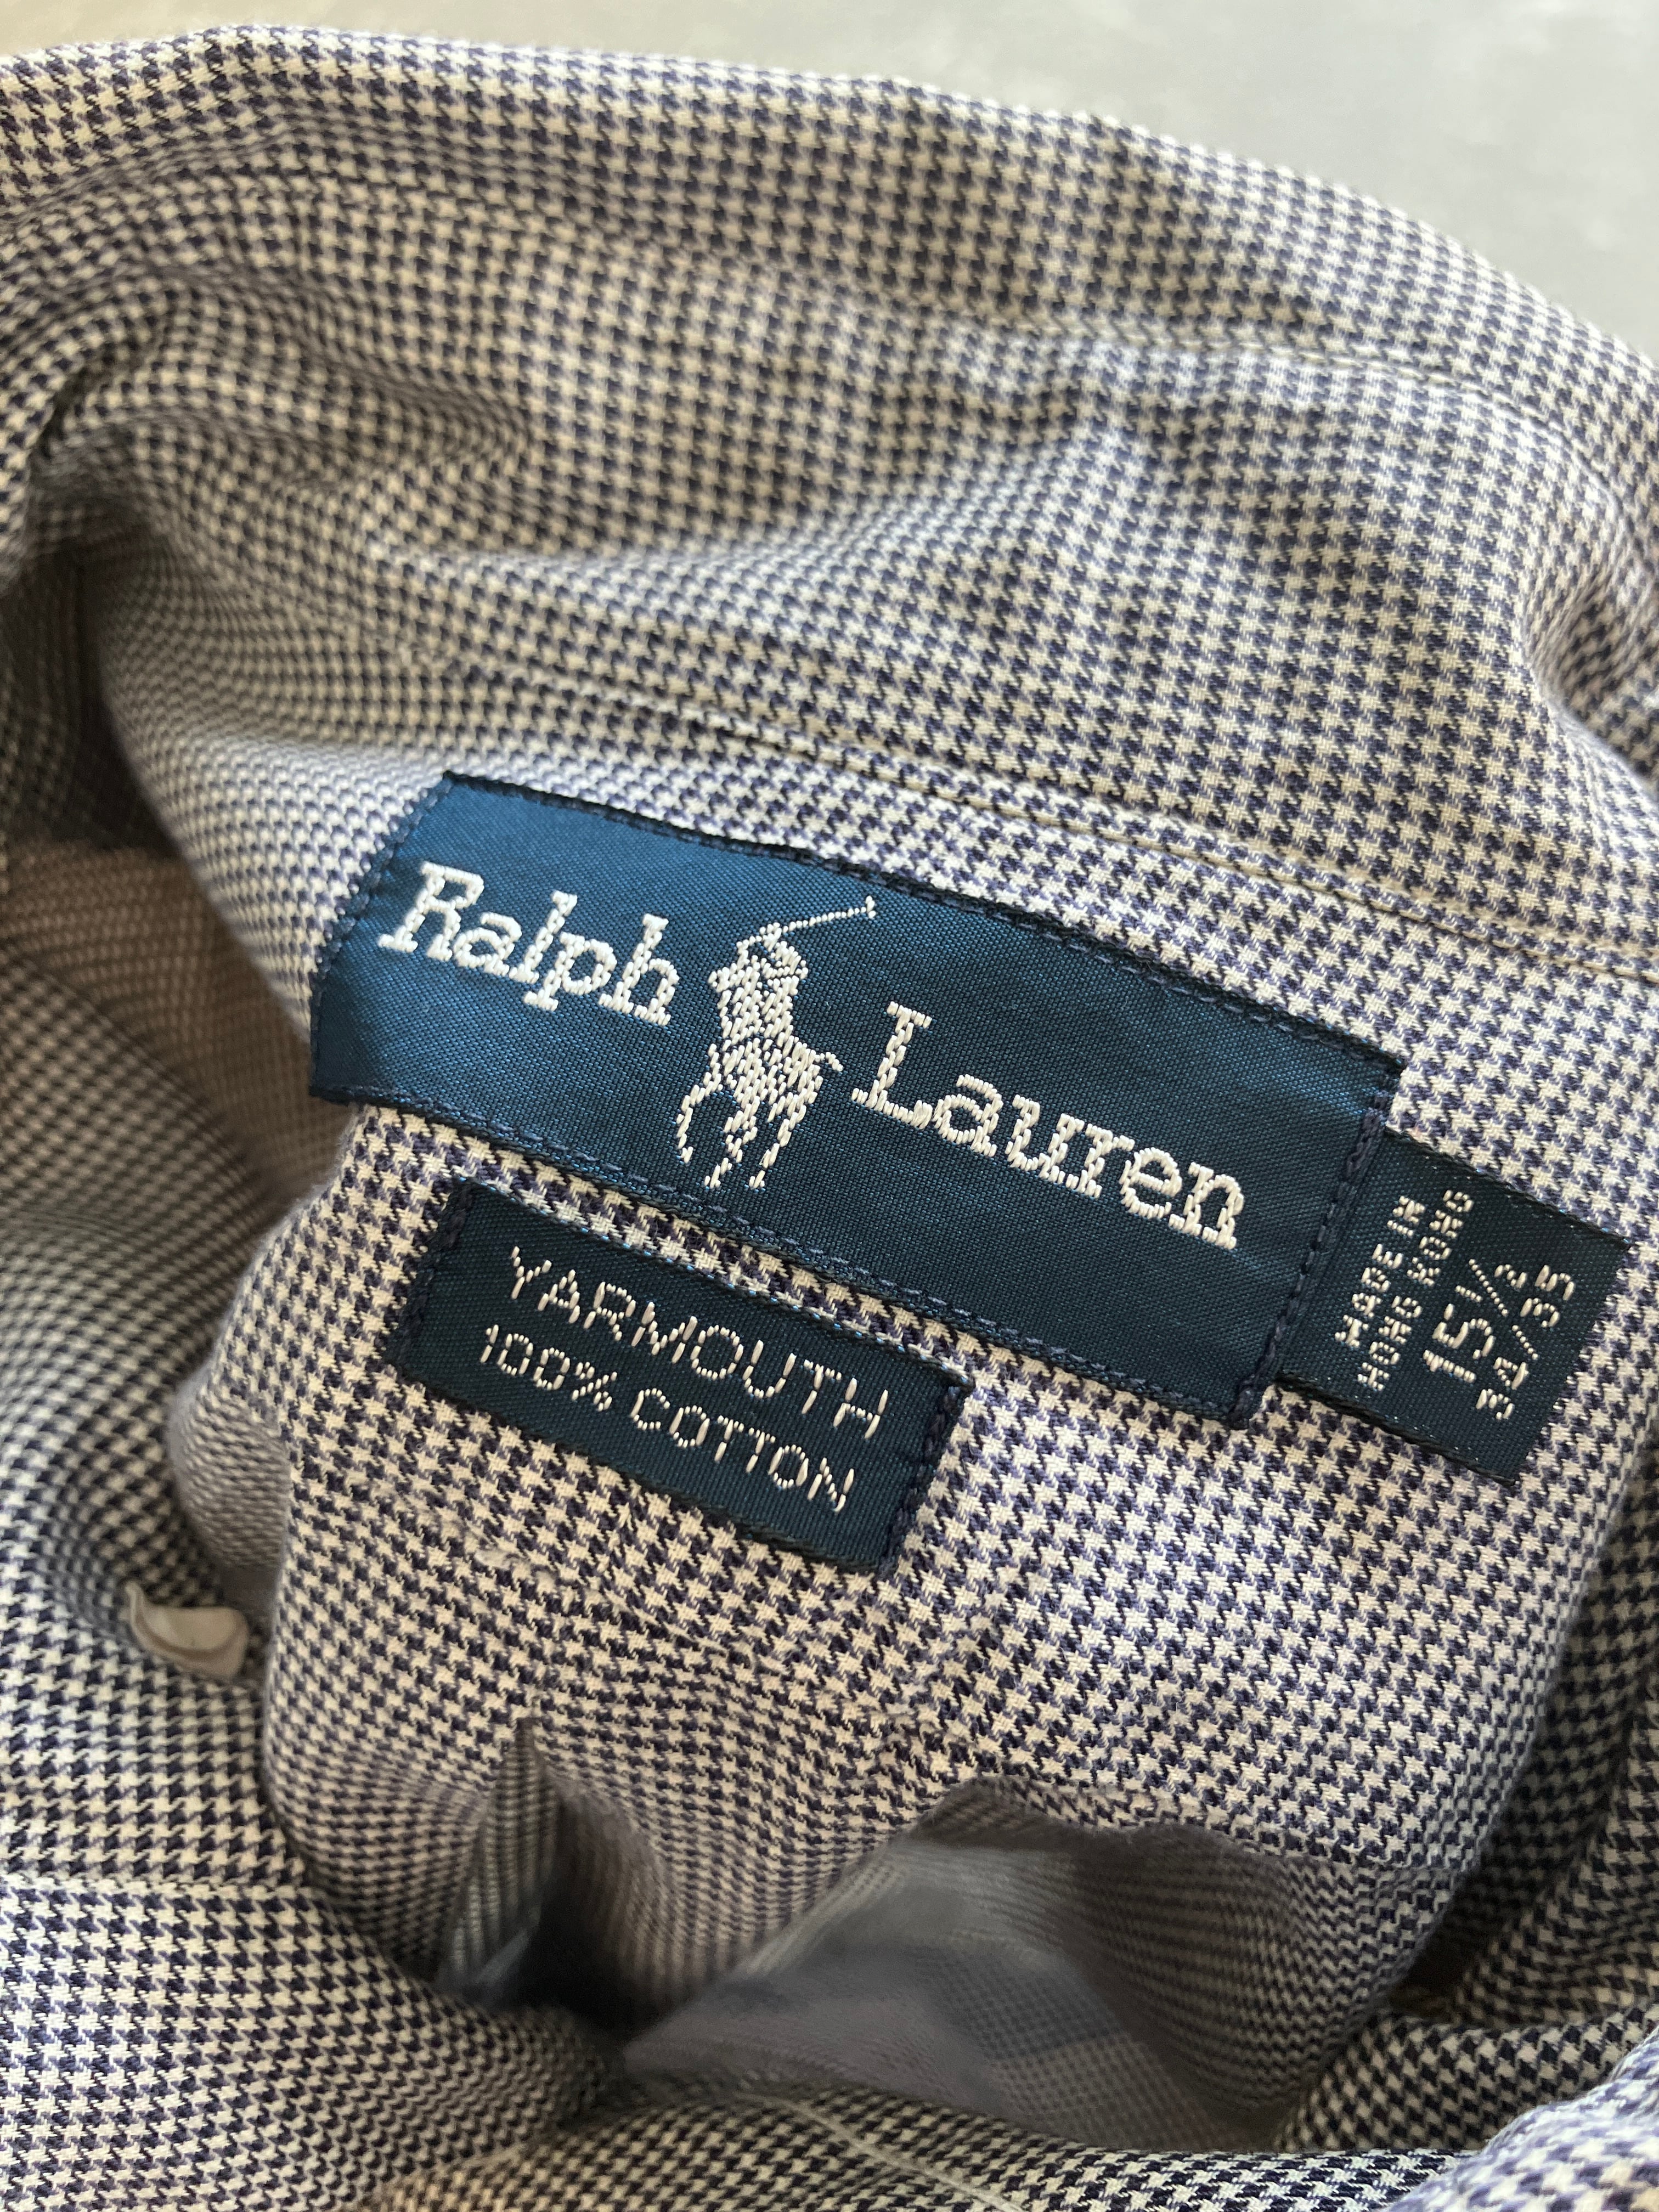 Ralph Lauren
YARMOUTH
100% COTTON
MADE IN
HONG KONG
15½
34/35